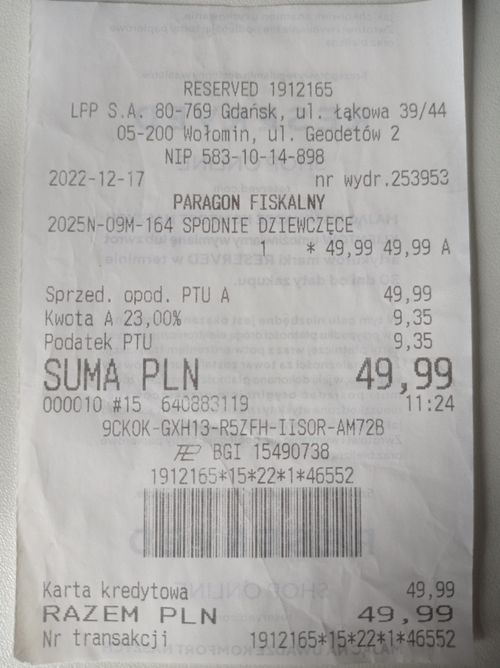 RESERVED 1912165
LPP S.A. 80-769 Gdańsk, ul. Łąkowa 39/44
05-200 Wołomin, ul. Geodetów 2
NIP 583-10-14-898
2022-12-17 nr wydr.253953
PARAGON FISKALNY
2025N-09M-164 SPODNIE DZIEWCZĘCE
1 * 49,99 49,99 A
Sprzed. opod. PTU A 49,99
Kwota A 23,00% 9,35
Podatek PTU 9,35
SUMA PLN 49,99
000010 #15 640883119 11:24
9CKOK-GXH13-R5ZFH-IISOR-AM72B
BGI 15490738
1912165*15*22*1*46552
Karta kredytowa 49,99
RAZEM PLN 49,99
Nr transakcji 1912165*15*22*1*46552